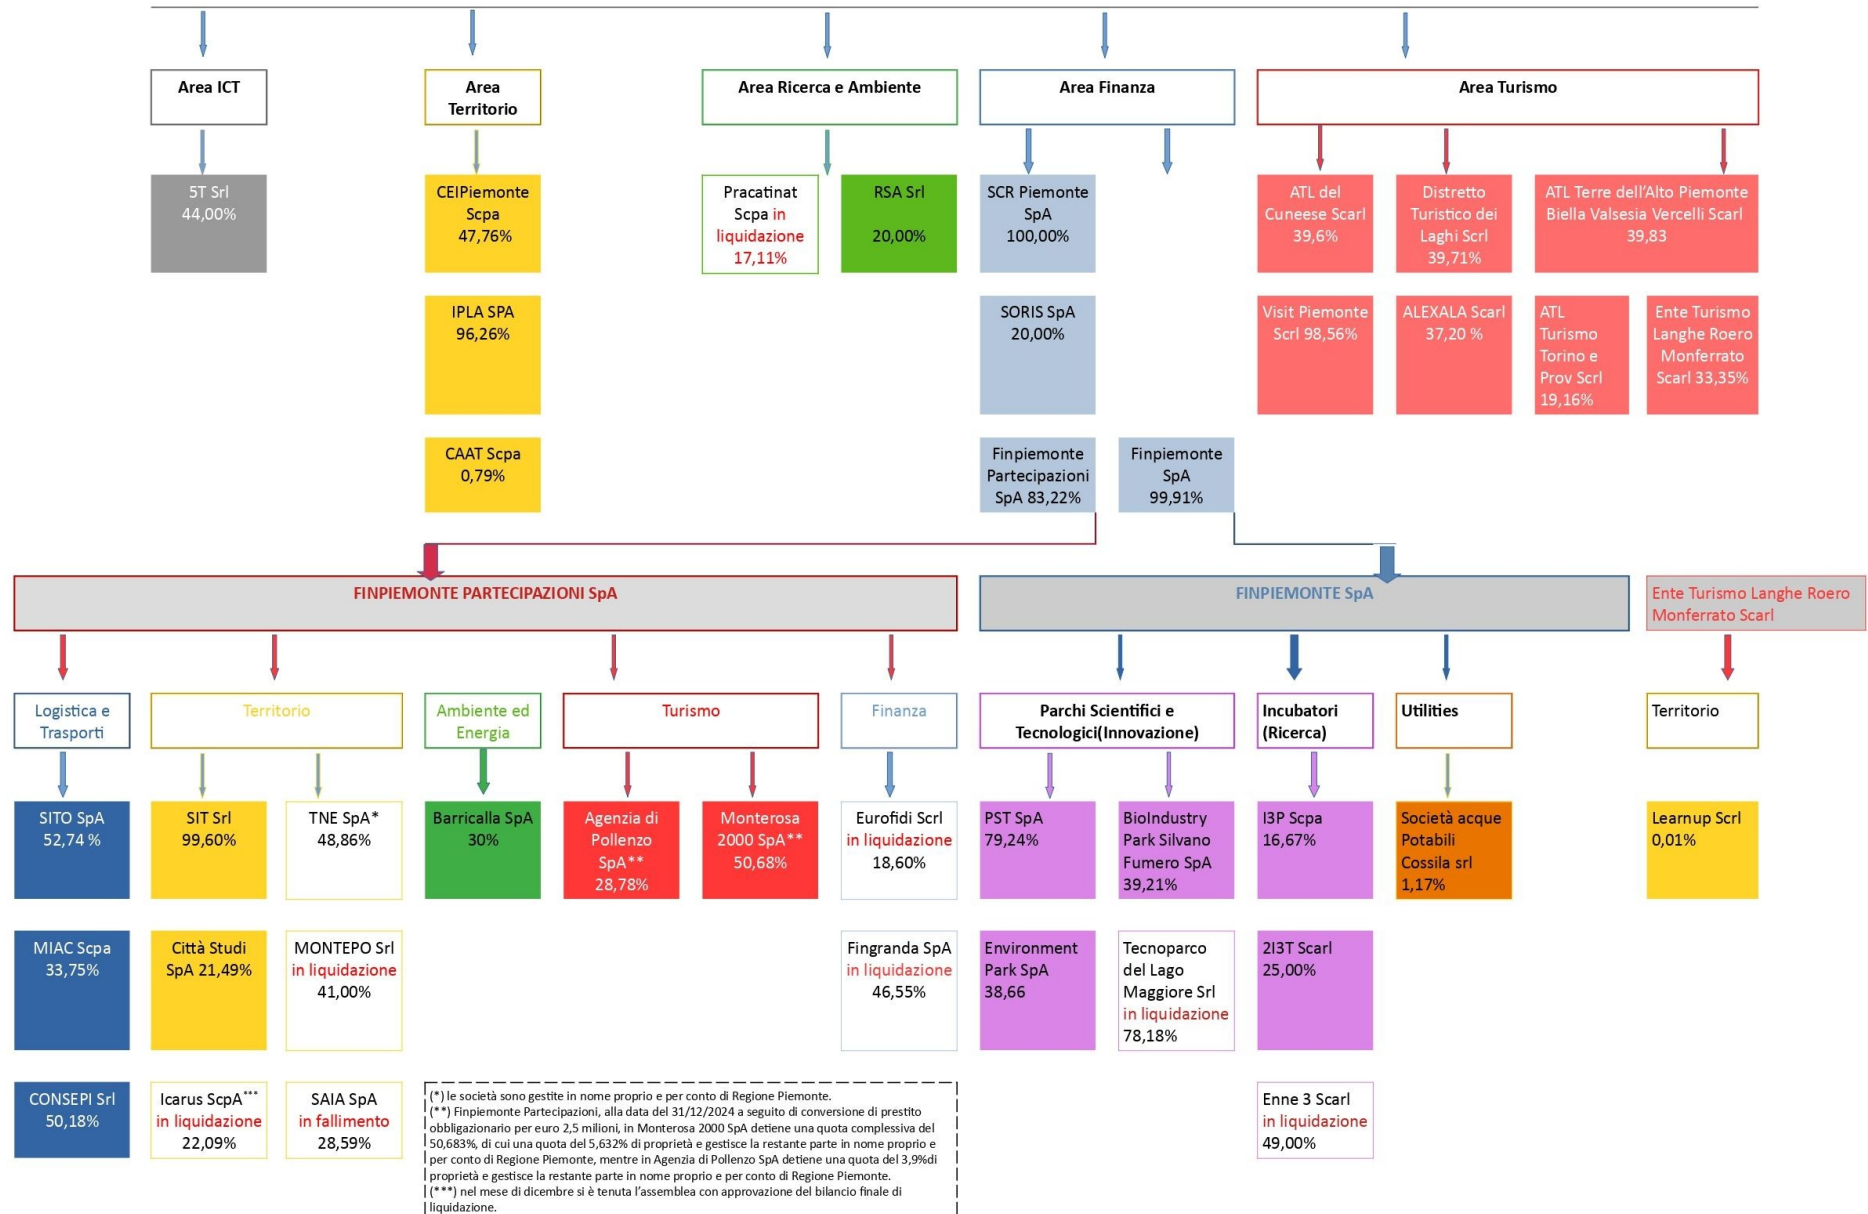 Area ICT
Area
Territorio
Area Ricerca e Ambiente
Area Finanza
Area Turismo
5T Srl
44,00%
CEIPiemonte
Scpa
47,76%
Pracatinat
Scpa in
liquidazione
17,11%
RSA Srl
20,00%
SCR Piemonte
SpA
100,00%
ATL del
Cuneese Scarl
39,6%
Distretto
Turistico dei
Laghi Scrl
39,71%
ATL Terre dell’Alto Piemonte
Biella Valsesia Vercelli Scarl
39,83
IPLA SPA
96,26%
SORIS SpA
20,00%
Visit Piemonte
Scrl 98,56%
ALEXALA Scarl
37,20 %
ATL
Turismo
Torino e
Prov Scrl
19,16%
Ente Turismo
Langhe Roero
Monferrato
Scarl 33,35%
CAAT Scpa
0,79%
Finpiemonte
Partecipazioni
SpA 83,22%
Finpiemonte
SpA
99,91%
FINPIEMONTE PARTECIPAZIONI SpA
FINPIEMONTE SpA
Ente Turismo Langhe Roero
Monferrato Scarl
Logistica e
Trasporti
Territorio
Ambiente ed
Energia
Turismo
Finanza
Parchi Scientifici e
Tecnologici(Innovazione)
Incubatori
(Ricerca)
Utilities
Territorio
SITO SpA
52,74 %
SIT Srl
99,60%
TNE SpA*
48,86%
Barricalla SpA
30%
Agenzia di
Pollenzo
SpA**
28,78%
Monterosa
2000 SpA**
50,68%
Eurofidi Scrl
in liquidazione
18,60%
PST SpA
79,24%
BioIndustry
Park Silvano
Fumero SpA
39,21%
I3P Scpa
16,67%
Società acque
Potabili
Cossila srl
1,17%
Learnup Scrl
0,01%
MIAC Scpa
33,75%
Città Studi
SpA 21,49%
MONTEPO Srl
in liquidazione
41,00%
Fingranda SpA
in liquidazione
46,55%
Environment
Park SpA
38,66
Tecnoparco
del Lago
Maggiore Srl
in liquidazione
78,18%
2I3T Scarl
25,00%
CONSEPI Srl
50,18%
Icarus ScpA***
in liquidazione
22,09%
SAIA SpA
in fallimento
28,59%
(*) le società sono gestite in nome proprio e per conto di Regione Piemonte.
(**) Finpiemonte Partecipazioni, alla data del 31/12/2024 a seguito di conversione di prestito
obbligazionario per euro 2,5 milioni, in Monterosa 2000 SpA detiene una quota complessiva del
50,683%, di cui una quota del 5,632% di proprietà e gestisce la restante parte in nome proprio e
per conto di Regione Piemonte, mentre in Agenzia di Pollenzo SpA detiene una quota del 3,9%di
proprietà e gestisce la restante parte in nome proprio e per conto di Regione Piemonte.
(***) nel mese di dicembre si è tenuta l’assemblea con approvazione del bilancio finale di
liquidazione.
Enne 3 Scarl
in liquidazione
49,00%